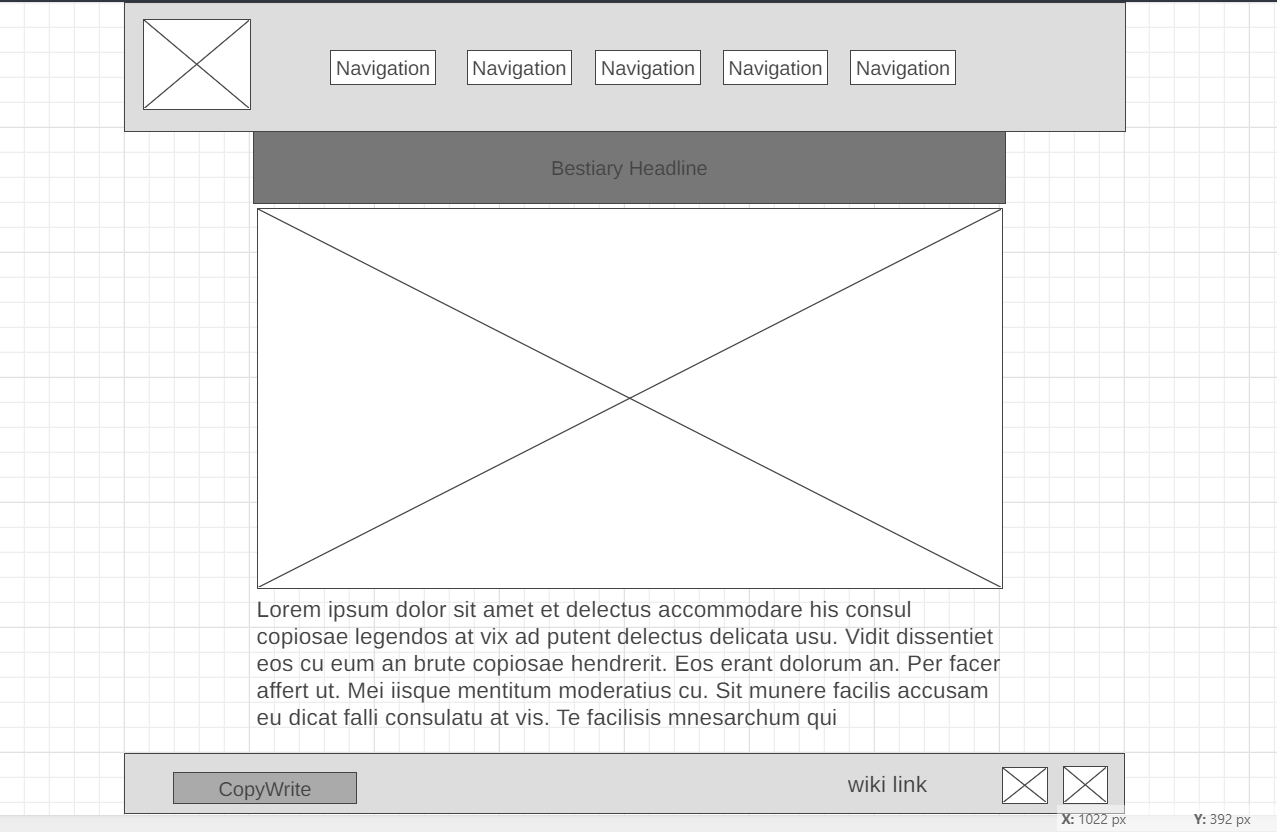 Navigation Navigation Navigation Navigation Navigation
Bestiary Headline
Lorem ipsum dolor sit amet et delectus accommodare his consul
copiosae legendos at vix ad putent delectus delicata usu. Vidit dissentiet
eos cu eum an brute copiosae hendrerit. Eos erant dolorum an. Per facer
affert ut. Mei iisque mentitum moderatius cu. Sit munere facilis accusam
eu dicat falli consulatu at vis. Te facilisis mnesarchum qui
CopyWrite wiki link
X: 1022 px Y: 392 px